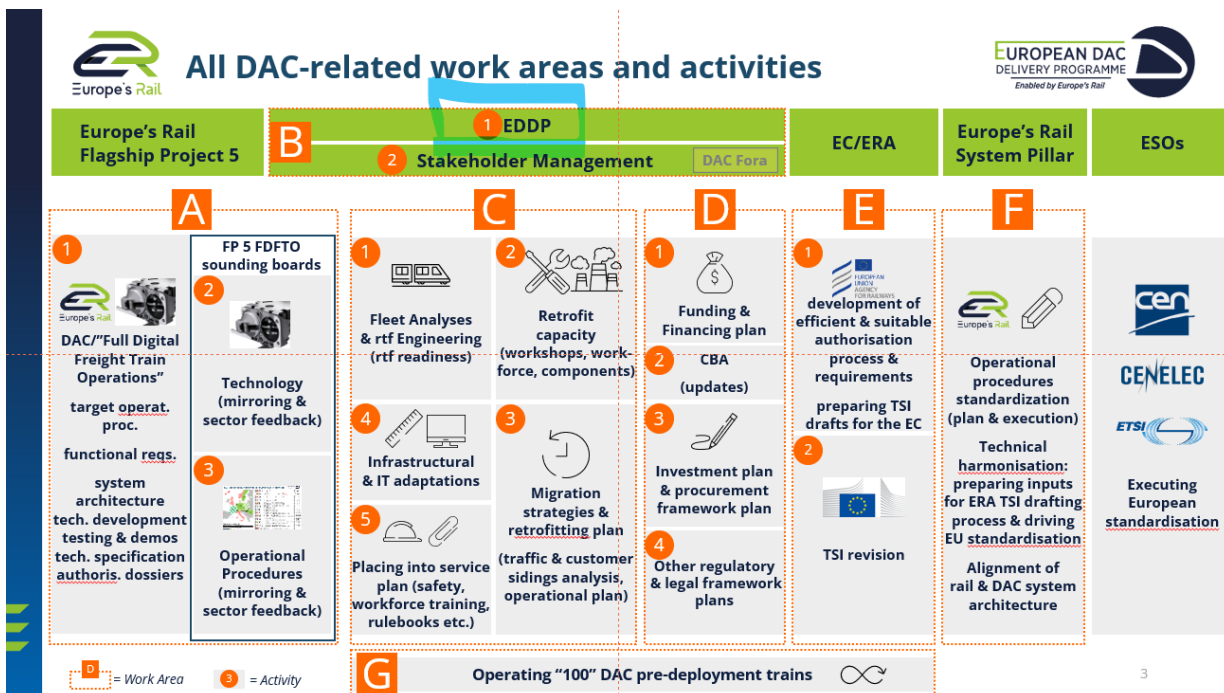 Europe's Rail
All DAC-related work areas and activities
EUROPEAN DAC
DELIVERY PROGRAMME
Enabled by Europe's Rail
Europe's Rail
Flagship Project 5
B
1 EDDP
2 Stakeholder Management
DAC Fora
EC/ERA
Europe's Rail
System Pillar
ESOs
A
1
Europe's Rail
DAC/"Full Digital
Freight Train
Operations"
target operat.
proc.
functional reqs.
system
architecture
tech. development
testing & demos
tech. specification
authoris. dossiers
FP 5 FDFTO
sounding boards
2
Technology
(mirroring &
sector feedback)
3
Operational
Procedures
(mirroring &
sector feedback)
C
1
Fleet Analyses
& rtf Engineering
(rtf readiness)
2
Retrofit
capacity
(workshops, work-
force, components)
4
Infrastructural
& IT adaptations
3
Migration
strategies &
retrofitting plan
(traffic & customer
sidings analysis,
operational plan)
5
Placing into service
plan (safety,
workforce training,
rulebooks etc.)
D
1
$
Funding &
Financing plan
2
CBA
(updates)
3
Investment plan
& procurement
framework plan
4
Other regulatory
& legal framework
plans
E
1
EUROPEAN
UNION
AGENCY
FOR RAILWAYS
development of
efficient & suitable
authorisation
process &
requirements
preparing TSI
drafts for the EC
2
TSI revision
F
Europe's Rail
Operational
procedures
standardization
(plan & execution)
Technical
harmonisation:
preparing inputs
for ERA TSI drafting
process & driving
EU standardisation
Alignment of
rail & DAC system
architecture
cen
CENELEC
ETSI
Executing
European
standardisation
G
Operating "100" DAC pre-deployment trains
D = Work Area
3 = Activity
3